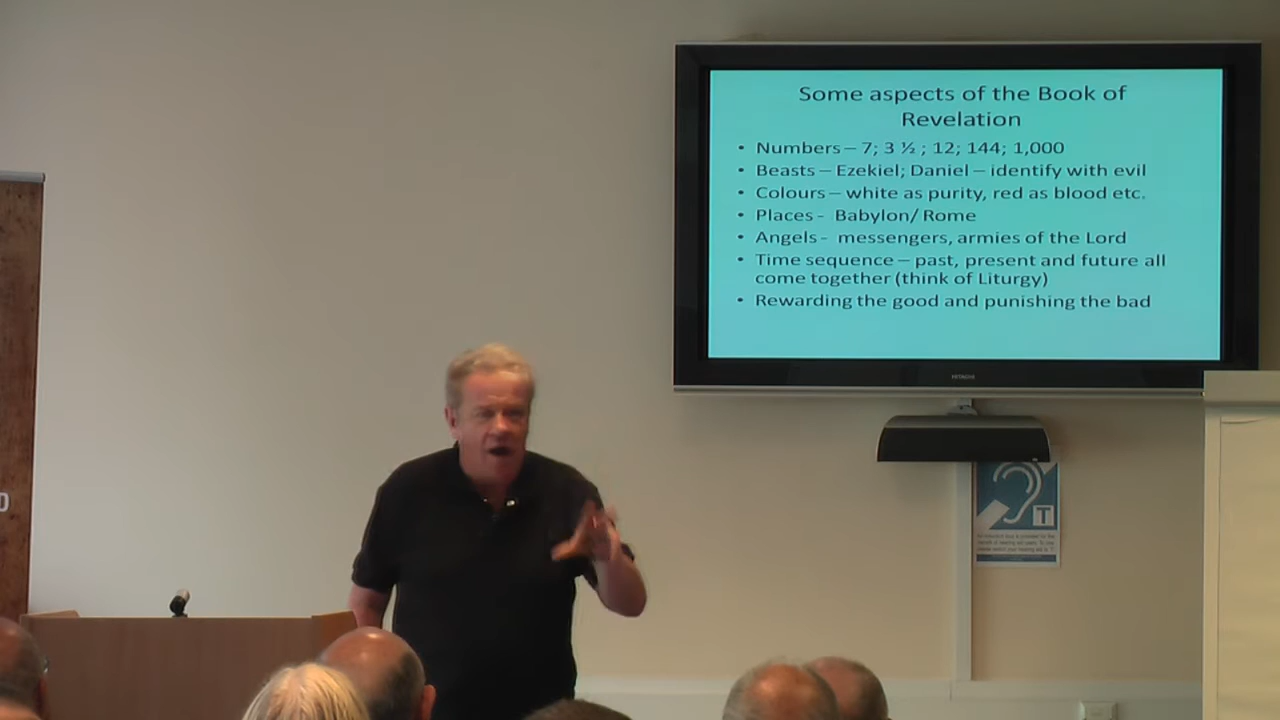 Some aspects of the Book of
Revelation
• Numbers – 7; 3 ½ ; 12; 144; 1,000
• Beasts – Ezekiel; Daniel – identify with evil
• Colours – white as purity, red as blood etc.
• Places - Babylon/ Rome
• Angels - messengers, armies of the Lord
• Time sequence – past, present and future all
come together (think of Liturgy)
• Rewarding the good and punishing the bad
HITACHI
T